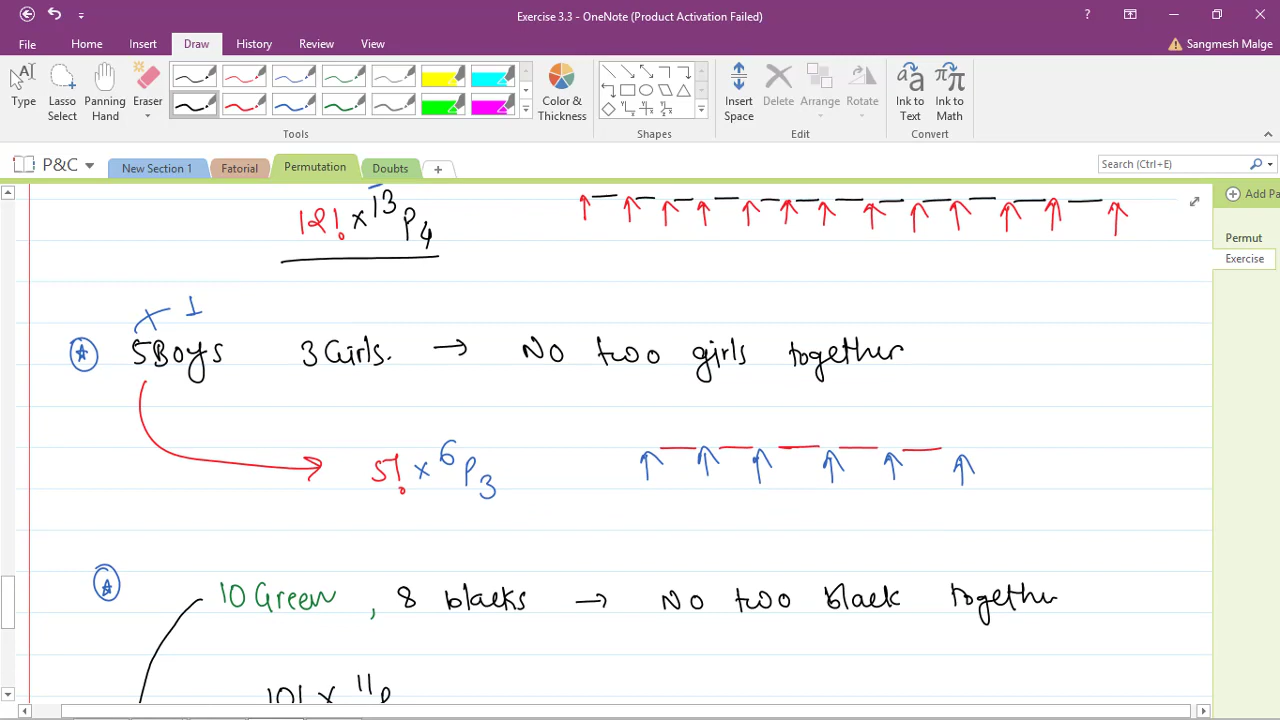 Exercise 3.3 - OneNote (Product Activation Failed)
?
File Home Insert Draw History Review View
Sangmesh Malge
Type
Lasso Select
Panning Hand
Eraser
Color & Thickness
Insert Space
Delete
Arrange
Rotate
Ink to Text
Ink to Math
Tools
Shapes
Edit
Convert
P&C
New Section 1
Fatorial
Permutation
Doubts
Search (Ctrl+E)
Add Pa
Permut
Exercise
12! × 13P4
+ 1
5Boys 3 Girls. → No two girls together
5! × 6P3
10 Green , 8 blacks → No two black together
10! × 11P